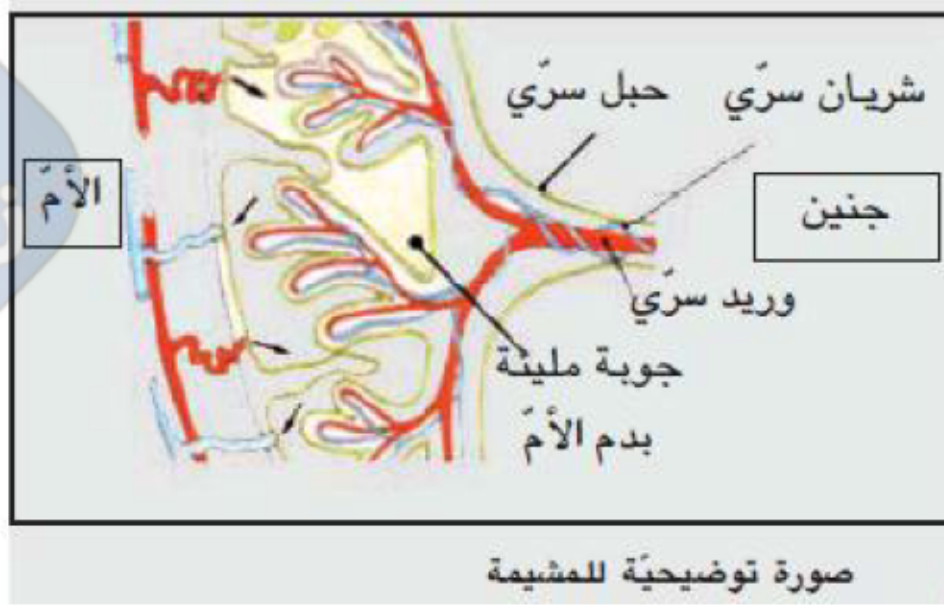 شريان سرّي
حبل سرّي
الأمّ
جنين
وريد سرّي
جوبة مليئة
بدم الأمّ
صورة توضيحيّة للمشيمة